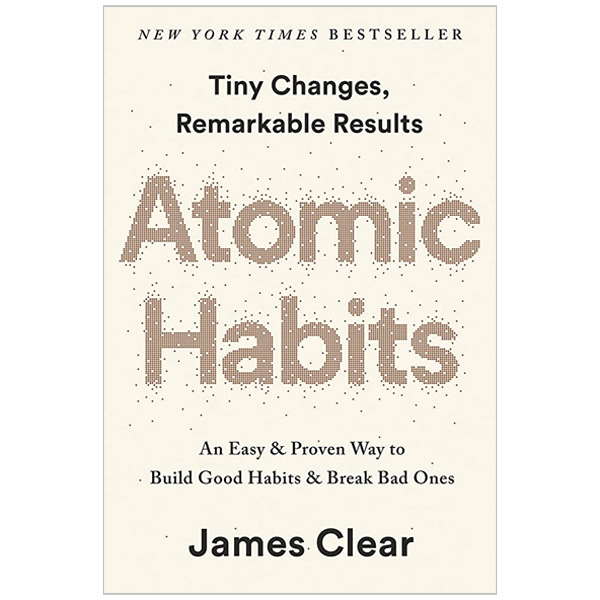 NEW YORK TIMES BESTSELLER
Tiny Changes,
Remarkable Results
Atomic
Habits
An Easy & Proven Way to
Build Good Habits & Break Bad Ones
James Clear